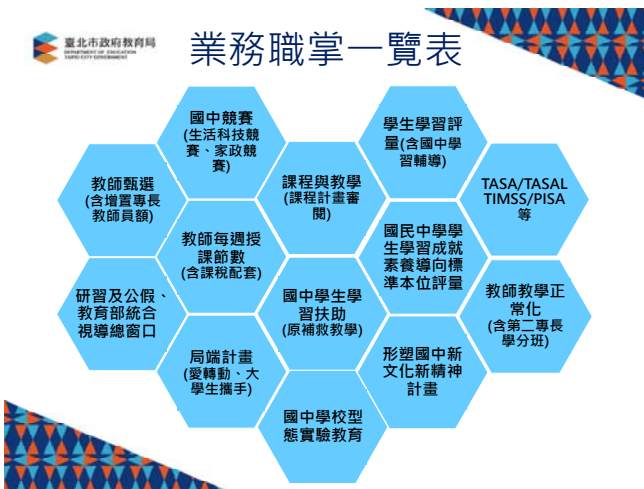 臺北市政府教育局
DEPARTMENT OF EDUCATION
TAIPEI CITY GOVERNMENT
業務職掌一覽表
國中競賽
(生活科技競
賽、家政競
賽)
學生學習評
量(含國中學
習輔導)
教師甄選
(含增置專長
教師員額)
課程與教學
(課程計畫審
閱)
TASA/TASAL
TIMSS/PISA
等
教師每週授
課節數
(含課稅配套)
國民中學學
生學習成就
素養導向標
準本位評量
研習及公假、
教育部統合
視導總窗口
國中學生學
習扶助
(原補救教學)
教師教學正
常化
(含第二專長
學分班)
局端計畫
(愛轉動、大
學生攜手)
形塑國中新
文化新精神
計畫
國中學校型
態實驗教育